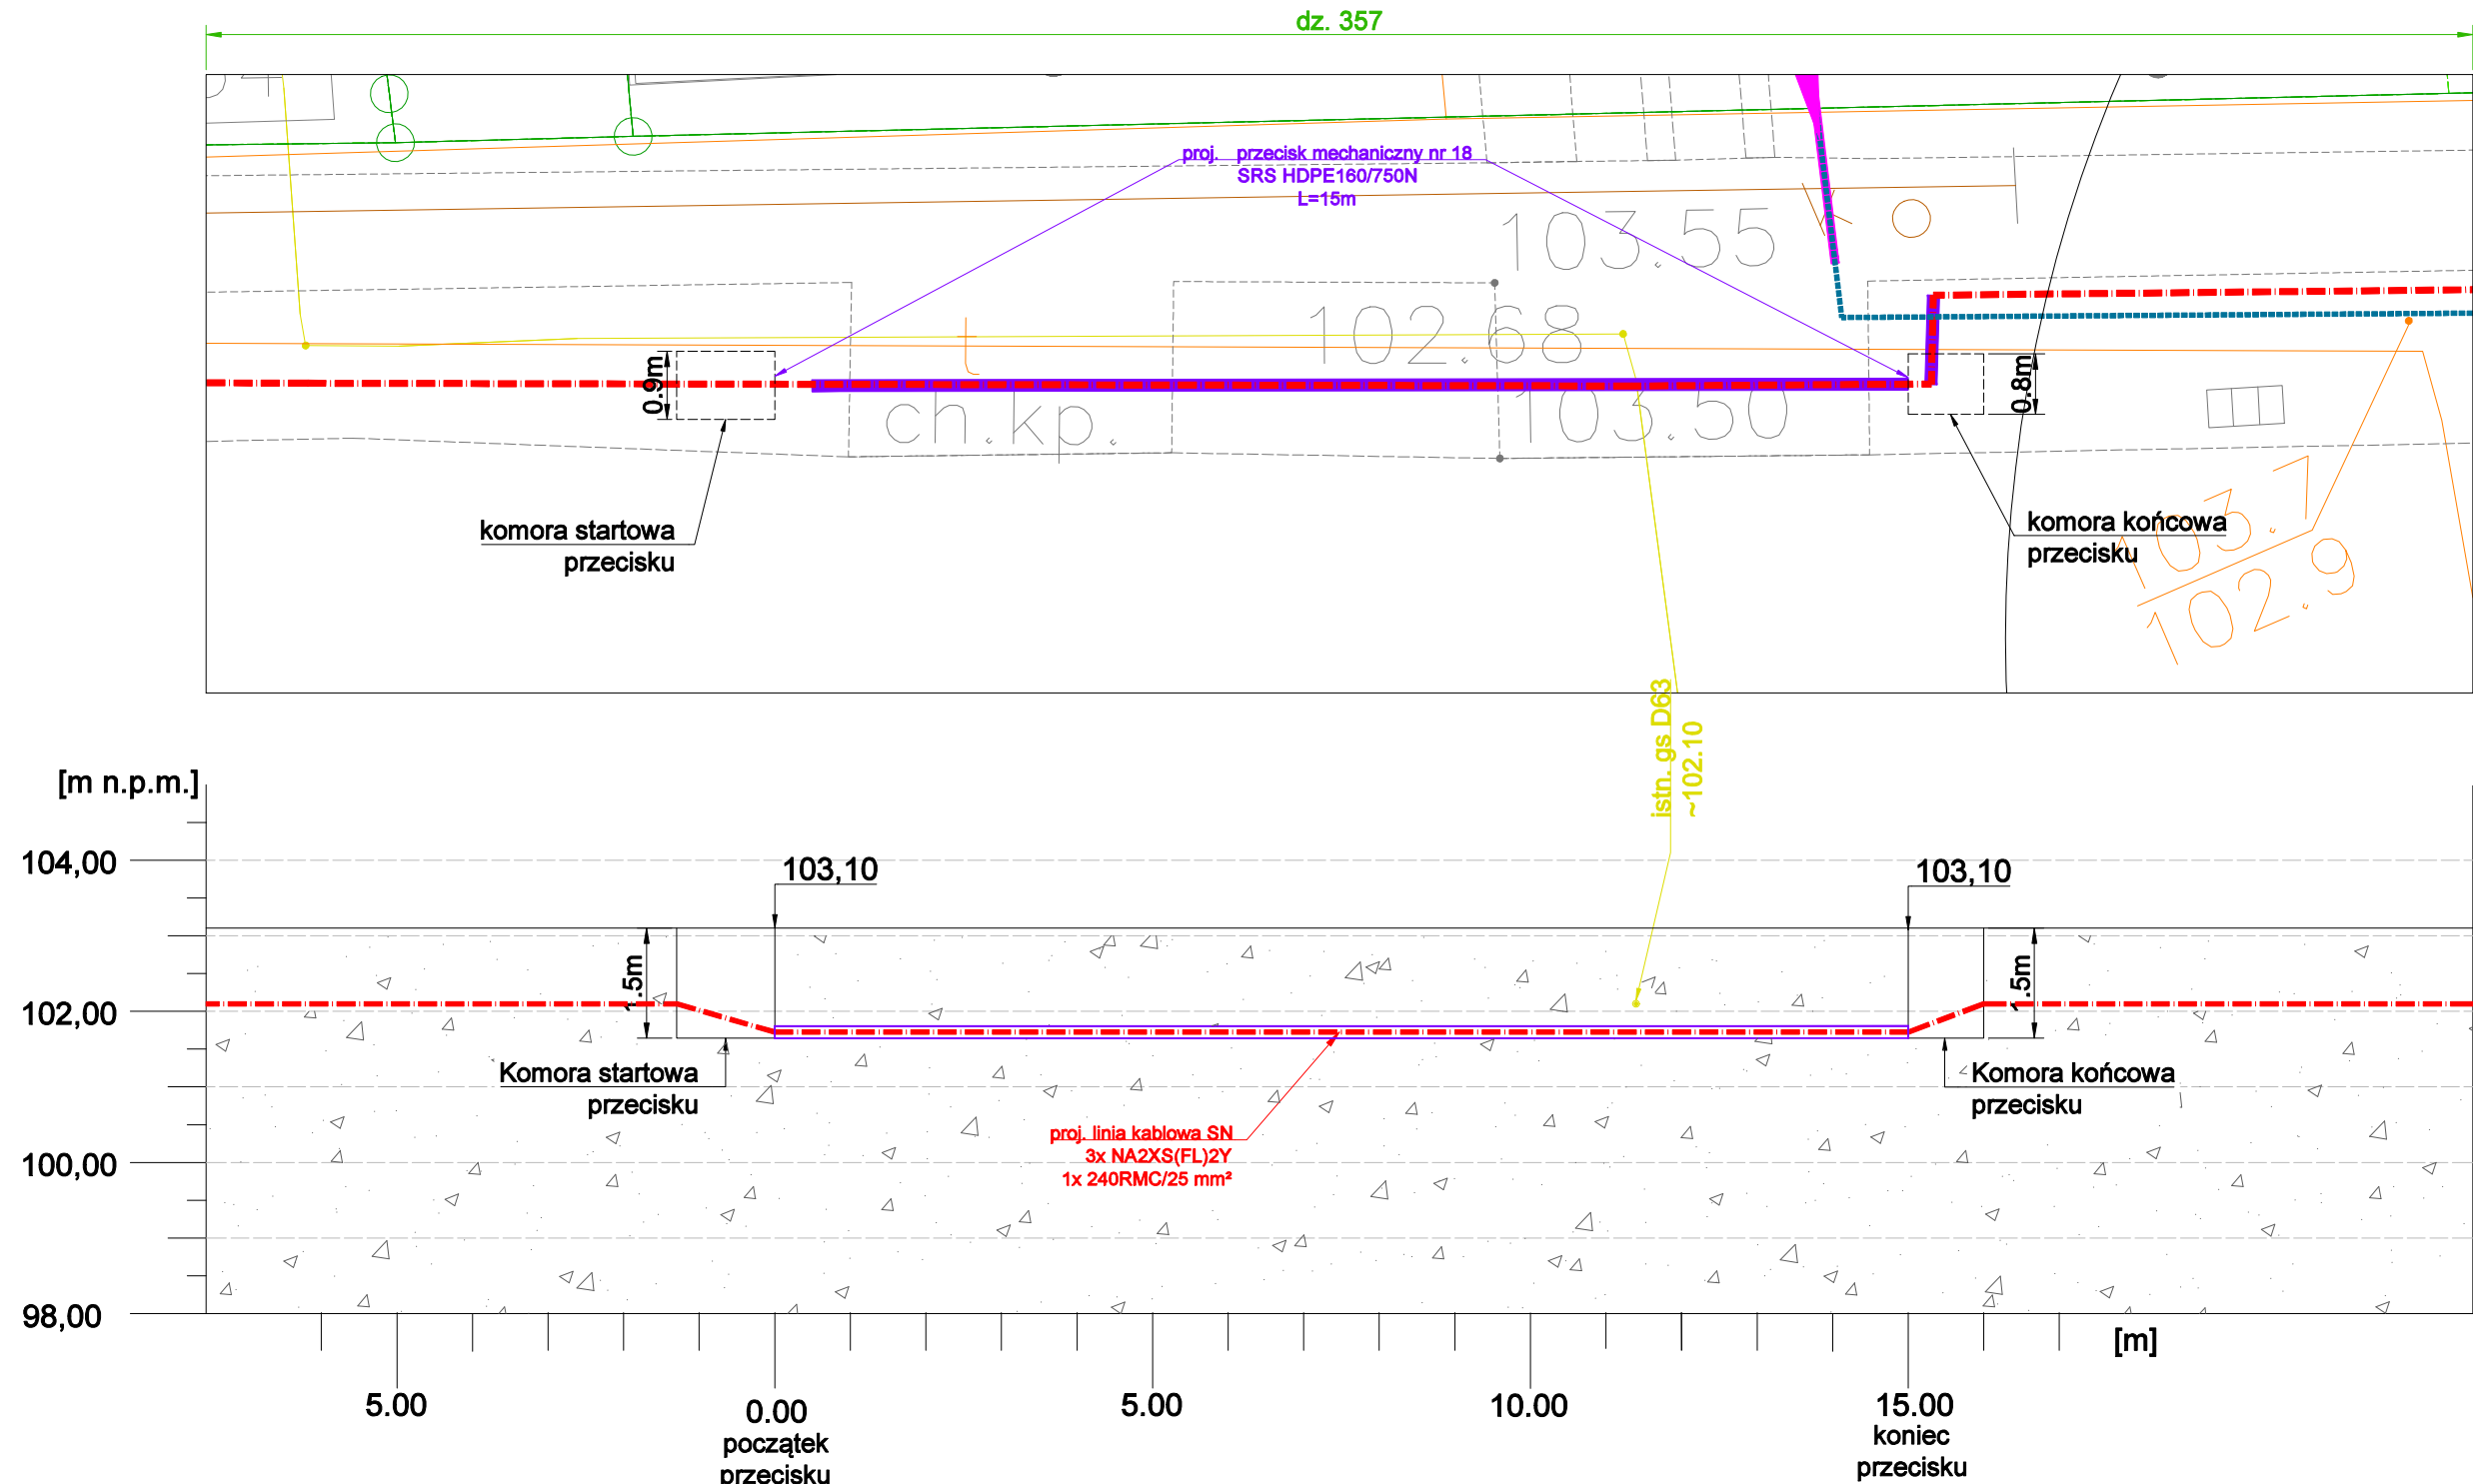 dz. 357
proj. przecisk mechaniczny nr 18
SRS HDPE160/750N
L=15m
103.55
102.68
t
k
0.9m
0.8m
ch.kp.
103.50
komora startowa
przecisku
komora końcowa
przecisku
103.7
102.9
istn. gs D63
~102.10
[m n.p.m.]
104,00
103,10
103,10
1.5m
1.5m
102,00
Komora startowa
przecisku
Komora końcowa
przecisku
proj. linia kablowa SN
3x NA2XS(FL)2Y
1x 240RMC/25 mm²
100,00
98,00
[m]
5.00
0.00
5.00
10.00
15.00
początek
przecisku
koniec
przecisku